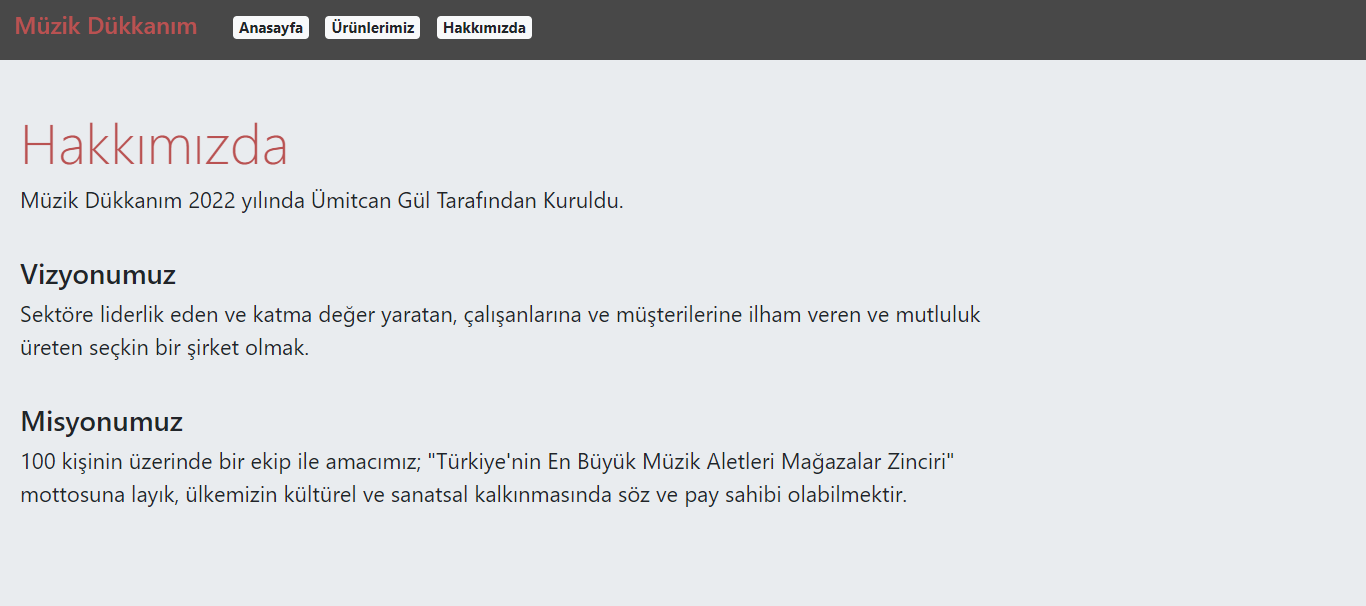 Müzik Dükkanım Anasayfa Ürünlerimiz Hakkımızda
Hakkımızda
Müzik Dükkanım 2022 yılında Ümitcan Gül Tarafından Kuruldu.
Vizyonumuz
Sektöre liderlik eden ve katma değer yaratan, çalışanlarına ve müşterilerine ilham veren ve mutluluk
üreten seçkin bir şirket olmak.
Misyonumuz
100 kişinin üzerinde bir ekip ile amacımız; "Türkiye'nin En Büyük Müzik Aletleri Mağazalar Zinciri"
mottosuna layık, ülkemizin kültürel ve sanatsal kalkınmasında söz ve pay sahibi olabilmektir.